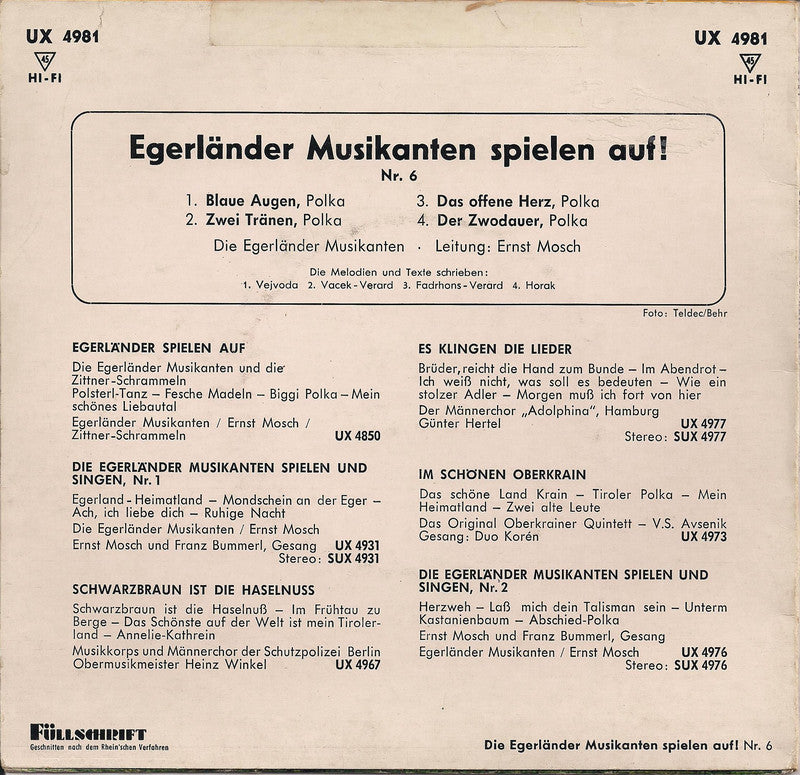 UX 4981
45
HI-FI
UX 4981
45
HI-FI
Egerländer Musikanten spielen auf!
Nr. 6
1. Blaue Augen, Polka
2. Zwei Tränen, Polka
3. Das offene Herz, Polka
4. Der Zwodauer, Polka
Die Egerländer Musikanten · Leitung: Ernst Mosch
Die Melodien und Texte schrieben:
1. Vejvoda 2. Vacek-Verard 3. Fadrhons-Verard 4. Horak
Foto: Teldec/Behr
EGERLÄNDER SPIELEN AUF
Die Egerländer Musikanten und die
Zittner-Schrammeln
Polsterl-Tanz – Fesche Madeln – Biggi Polka – Mein
schönes Liebautal
Egerländer Musikanten / Ernst Mosch /
Zittner-Schrammeln UX 4850
DIE EGERLÄNDER MUSIKANTEN SPIELEN UND
SINGEN, Nr. 1
Egerland-Heimatland – Mondschein an der Eger –
Ach, ich liebe dich – Ruhige Nacht
Die Egerländer Musikanten / Ernst Mosch
Ernst Mosch und Franz Bummerl, Gesang UX 4931
Stereo: SUX 4931
SCHWARZBRAUN IST DIE HASELNUSS
Schwarzbraun ist die Haselnuß – Im Frühtau zu
Berge – Das Schönste auf der Welt ist mein Tiroler-
land – Annelie-Kathrein
Musikkorps und Männerchor der Schutzpolizei Berlin
Obermusikmeister Heinz Winkel UX 4967
ES KLINGEN DIE LIEDER
Brüder, reicht die Hand zum Bunde – Im Abendrot –
Ich weiß nicht, was soll es bedeuten – Wie ein
stolzer Adler – Morgen muß ich fort von hier
Der Männerchor „Adolphina", Hamburg
Günter Hertel UX 4977
Stereo: SUX 4977
IM SCHÖNEN OBERKRAIN
Das schöne Land Krain – Tiroler Polka – Mein
Heimatland – Zwei alte Leute
Das Original Oberkrainer Quintett – V.S. Avsenik
Gesang: Duo Korén UX 4973
DIE EGERLÄNDER MUSIKANTEN SPIELEN UND
SINGEN, Nr. 2
Herzweh – Laß mich dein Talisman sein – Unterm
Kastanienbaum – Abschied-Polka
Ernst Mosch und Franz Bummerl, Gesang
Egerländer Musikanten / Ernst Mosch UX 4976
Stereo: SUX 4976
FÜLLSCHRIFT
Geschnitten nach dem Rhein'schen Verfahren
Die Egerländer Musikanten spielen auf! Nr. 6